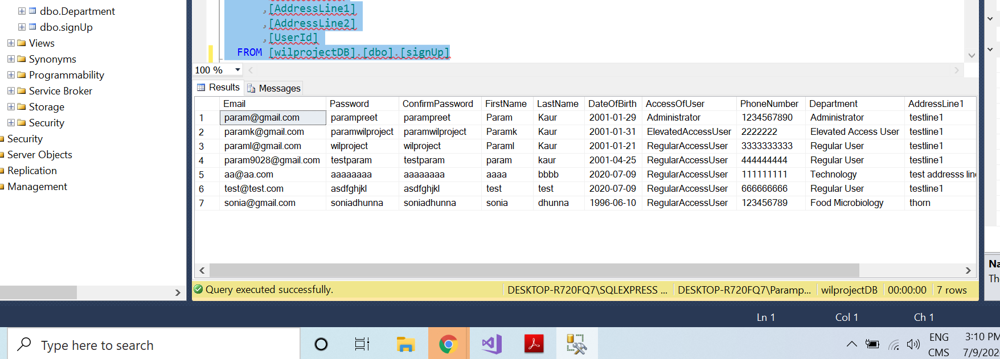 dbo.Department
dbo.signUp
Views
Synonyms
Programmability
Service Broker
Storage
Security
Security
Server Objects
Replication
Management
,[AddressLine1]
,[AddressLine2]
,[UserId]
FROM [wilprojectDB].[dbo].[signUp]
100 %
Results Messages
Email Password ConfirmPassword FirstName LastName DateOfBirth AccessOfUser PhoneNumber Department AddressLine1
1 param@gmail.com parampreet parampreet Param Kaur 2001-01-29 Administrator 1234567890 Administrator testline1
2 paramk@gmail.com paramwilproject paramwilproject Paramk Kaur 2001-01-31 ElevatedAccessUser 2222222 Elevated Access User testline1
3 paraml@gmail.com wilproject wilproject Paraml Kaur 2001-01-21 RegularAccessUser 3333333333 Regular User testline1
4 param9028@gmail.com testparam testparam param kaur 2001-04-25 RegularAccessUser 444444444 Regular User testline1
5 aa@aa.com aaaaaaaa aaaaaaaa aaaa bbbb 2020-07-09 RegularAccessUser 111111111 Technology test addresss line
6 test@test.com asdfghjkl asdfghjkl test test 2020-07-09 RegularAccessUser 666666666 Regular User testline1
7 sonia@gmail.com soniadhunna soniadhunna sonia dhunna 1996-06-10 RegularAccessUser 123456789 Food Microbiology thorn
Query executed successfully. DESKTOP-R720FQ7\SQLEXPRESS ... DESKTOP-R720FQ7\Paramp... wilprojectDB 00:00:00 7 rows
Na
Th
Ln 1 Col 1 Ch 1
Type here to search
ENG
CMS
3:10 PM
7/9/202